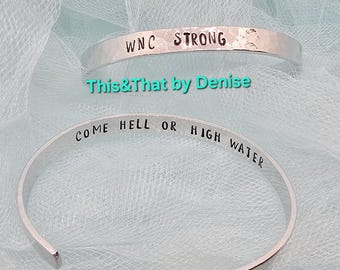 WNC STRONG
This&That by Denise
COME HELL OR HIGH WATER